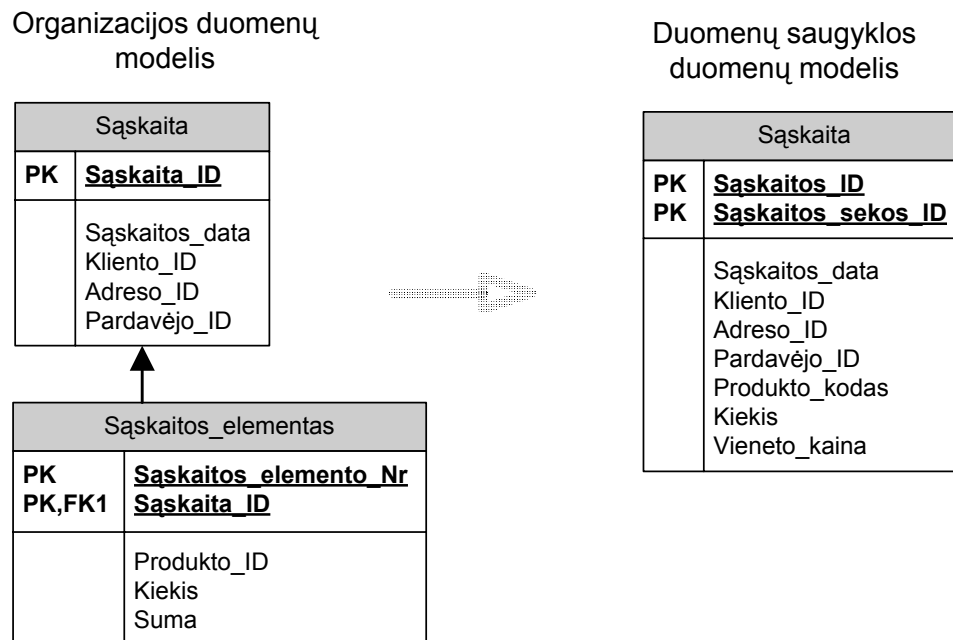 Organizacijos duomenų
modelis
Sąskaita
PK Sąskaita_ID
Sąskaitos_data
Kliento_ID
Adreso_ID
Pardavėjo_ID
Sąskaitos_elementas
PK Sąskaitos_elemento_Nr
PK,FK1 Sąskaita_ID
Produkto_ID
Kiekis
Suma
Duomenų saugyklos
duomenų modelis
Sąskaita
PK Sąskaitos_ID
PK Sąskaitos_sekos_ID
Sąskaitos_data
Kliento_ID
Adreso_ID
Pardavėjo_ID
Produkto_kodas
Kiekis
Vieneto_kaina